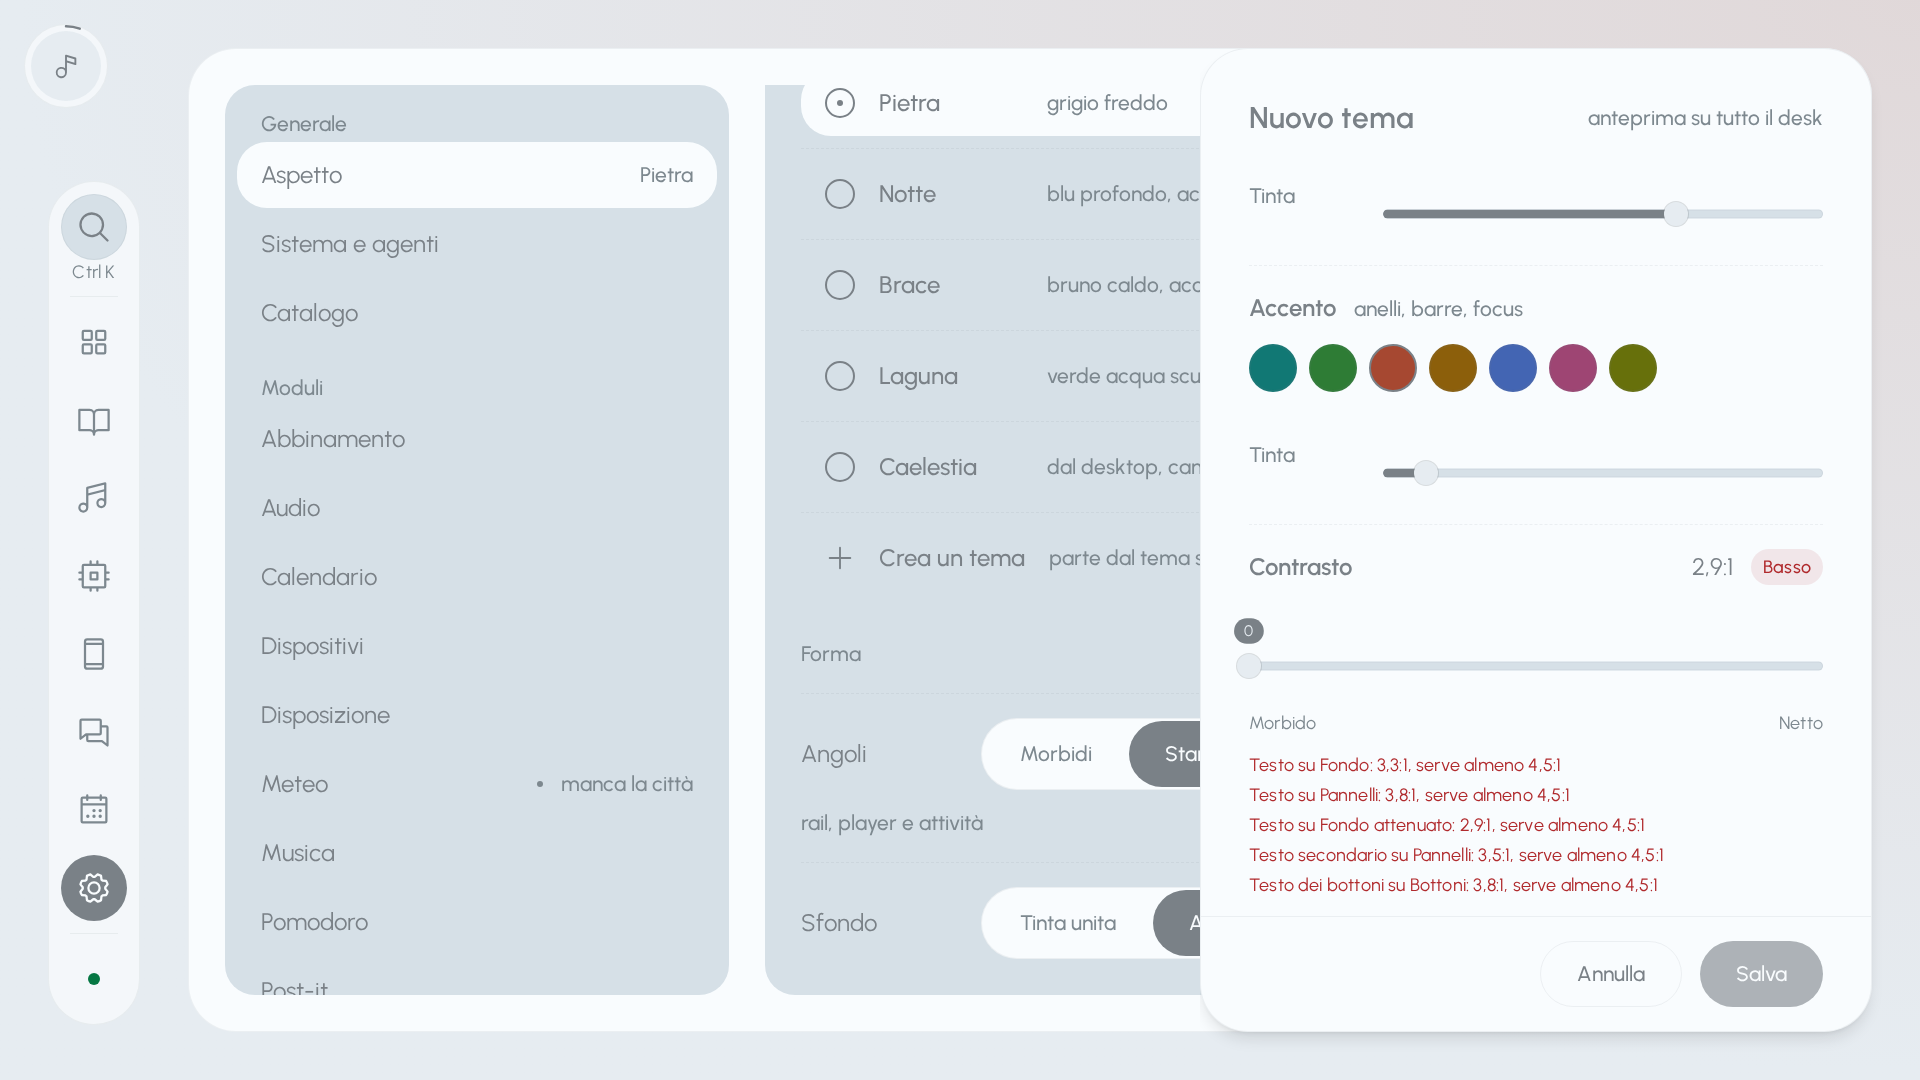 Ctrl K
Generale
Aspetto Pietra
Sistema e agenti
Catalogo
Moduli
Abbinamento
Audio
Calendario
Dispositivi
Disposizione
Meteo • manca la città
Musica
Pomodoro
Post-it
Pietra grigio freddo
Notte blu profondo, ac
Brace bruno caldo, acc
Laguna verde acqua scu
Caelestia dal desktop, can
Crea un tema parte dal tema s
Forma
Angoli Morbidi Star
rail, player e attività
Sfondo Tinta unita A
Nuovo tema anteprima su tutto il desk
Tinta
Accento anelli, barre, focus
Tinta
Contrasto 2,9:1 Basso
0
Morbido Netto
Testo su Fondo: 3,3:1, serve almeno 4,5:1
Testo su Pannelli: 3,8:1, serve almeno 4,5:1
Testo su Fondo attenuato: 2,9:1, serve almeno 4,5:1
Testo secondario su Pannelli: 3,5:1, serve almeno 4,5:1
Testo dei bottoni su Bottoni: 3,8:1, serve almeno 4,5:1
Annulla Salva